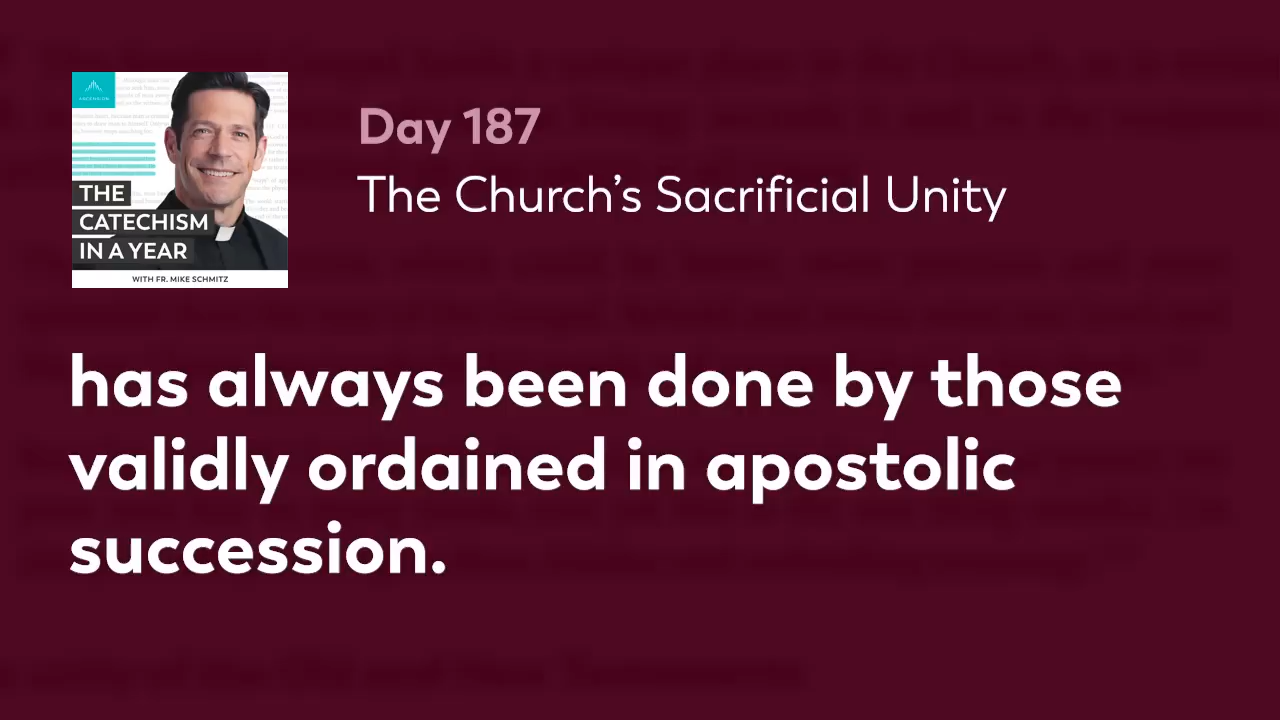 ASCENSION
THE
CATECHISM
IN A YEAR
WITH FR. MIKE SCHMITZ
Day 187
The Church’s Sacrificial Unity
has always been done by those
validly ordained in apostolic
succession.